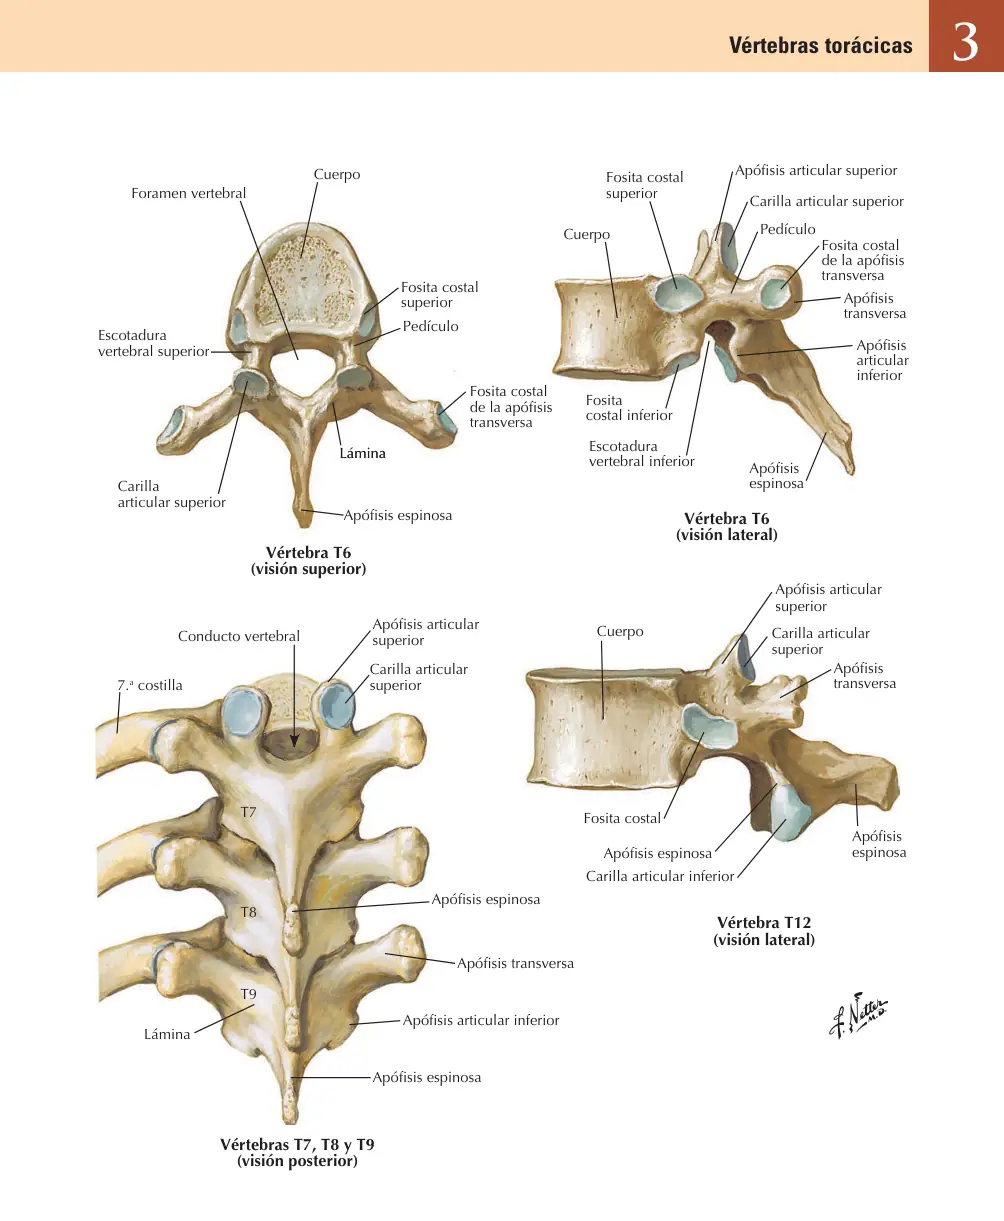 Vértebras torácicas
3
Cuerpo
Foramen vertebral
Fosita costal
superior
Pedículo
Escotadura
vertebral superior
Fosita costal
de la apófisis
transversa
Lámina
Carilla
articular superior
Apófisis espinosa
Vértebra T6
(visión superior)
Fosita costal
superior
Apófisis articular superior
Carilla articular superior
Cuerpo
Pedículo
Fosita costal
de la apófisis
transversa
Apófisis
transversa
Apófisis
articular
inferior
Fosita
costal inferior
Escotadura
vertebral inferior
Apófisis
espinosa
Vértebra T6
(visión lateral)
Conducto vertebral
Apófisis articular
superior
Carilla articular
superior
7.ª costilla
T7
T8
Apófisis espinosa
Apófisis transversa
T9
Lámina
Apófisis articular inferior
Apófisis espinosa
Vértebras T7, T8 y T9
(visión posterior)
Apófisis articular
superior
Cuerpo
Carilla articular
superior
Apófisis
transversa
Fosita costal
Apófisis espinosa
Carilla articular inferior
Apófisis
espinosa
Vértebra T12
(visión lateral)
F. Netter
M.D.